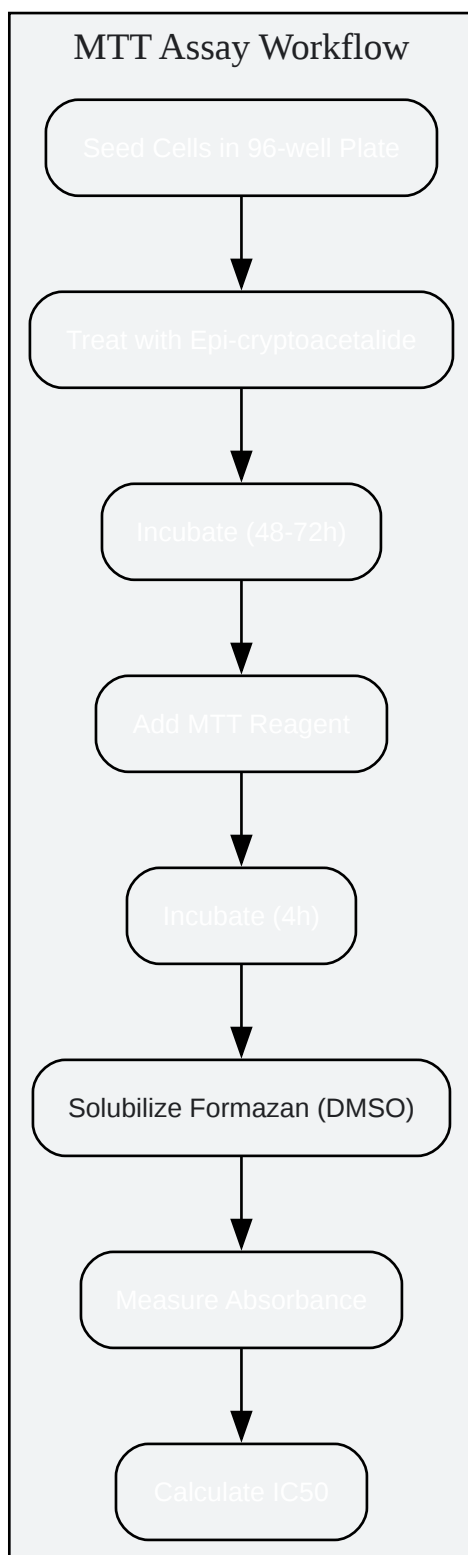 MTT Assay Workflow
Seed Cells in 96-well Plate
Treat with Epi-cryptoacetalide
Incubate (48-72h)
Add MTT Reagent
Incubate (4h)
Solubilize Formazan (DMSO)
Measure Absorbance
Calculate IC50